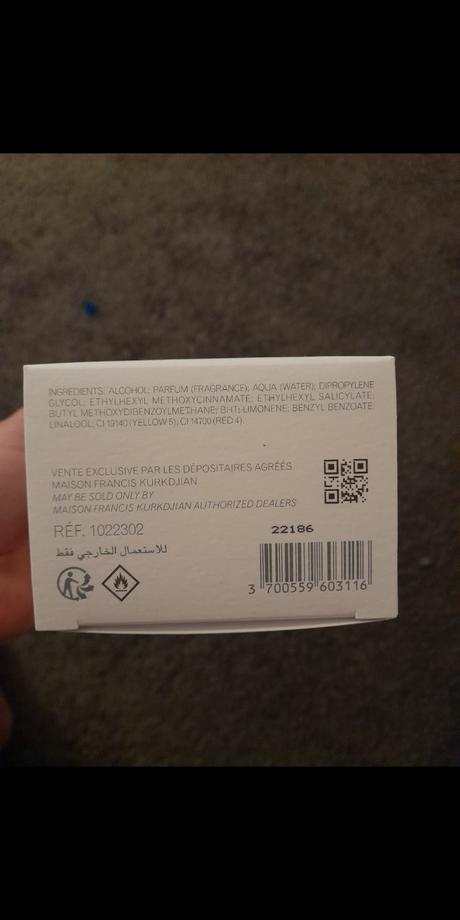 INGREDIENTS: ALCOHOL; PARFUM (FRAGRANCE); AQUA (WATER); DIPROPYLENE
GLYCOL; ETHYLHEXYL METHOXYCINNAMATE; ETHYLHEXYL SALICYLATE;
BUTYL METHOXYDIBENZOYLMETHANE; BHT; LIMONENE; BENZYL BENZOATE;
LINALOOL; CI 19140 (YELLOW 5); CI 14700 (RED 4).
VENTE EXCLUSIVE PAR LES DÉPOSITAIRES AGRÉÉS
MAISON FRANCIS KURKDJIAN
MAY BE SOLD ONLY BY
MAISON FRANCIS KURKDJIAN AUTHORIZED DEALERS
RÉF. 1022302
22186
للاستعمال الخارجي فقط
3 700559 603116